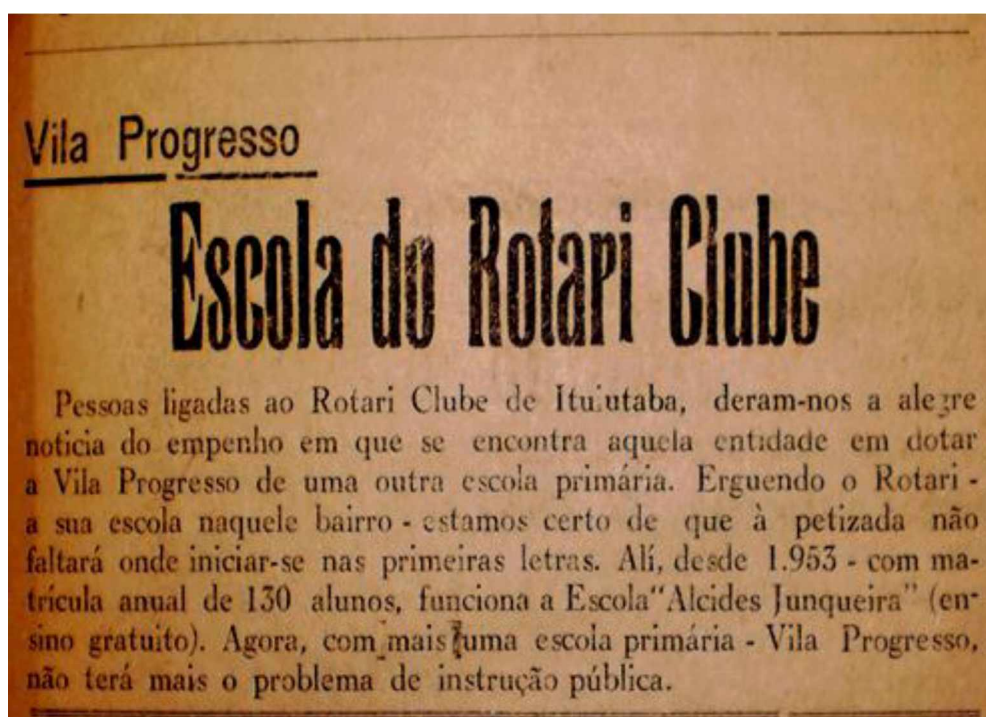 Vila Progresso
Escola do Rotari Clube
Pessoas ligadas ao Rotari Clube de Ituiutaba, deram-nos a alegre
noticia do empenho em que se encontra aquela entidade em dotar
a Vila Progresso de uma outra escola primária. Erguendo o Rotari -
a sua escola naquele bairro - estamos certo de que à petizada não
faltará onde iniciar-se nas primeiras letras. Alí, desde 1.953 - com ma-
trícula anual de 130 alunos, funciona a Escola "Alcides Junqueira" (en-
sino gratuito). Agora, com mais uma escola primária - Vila Progresso,
não terá mais o problema de instrução pública.